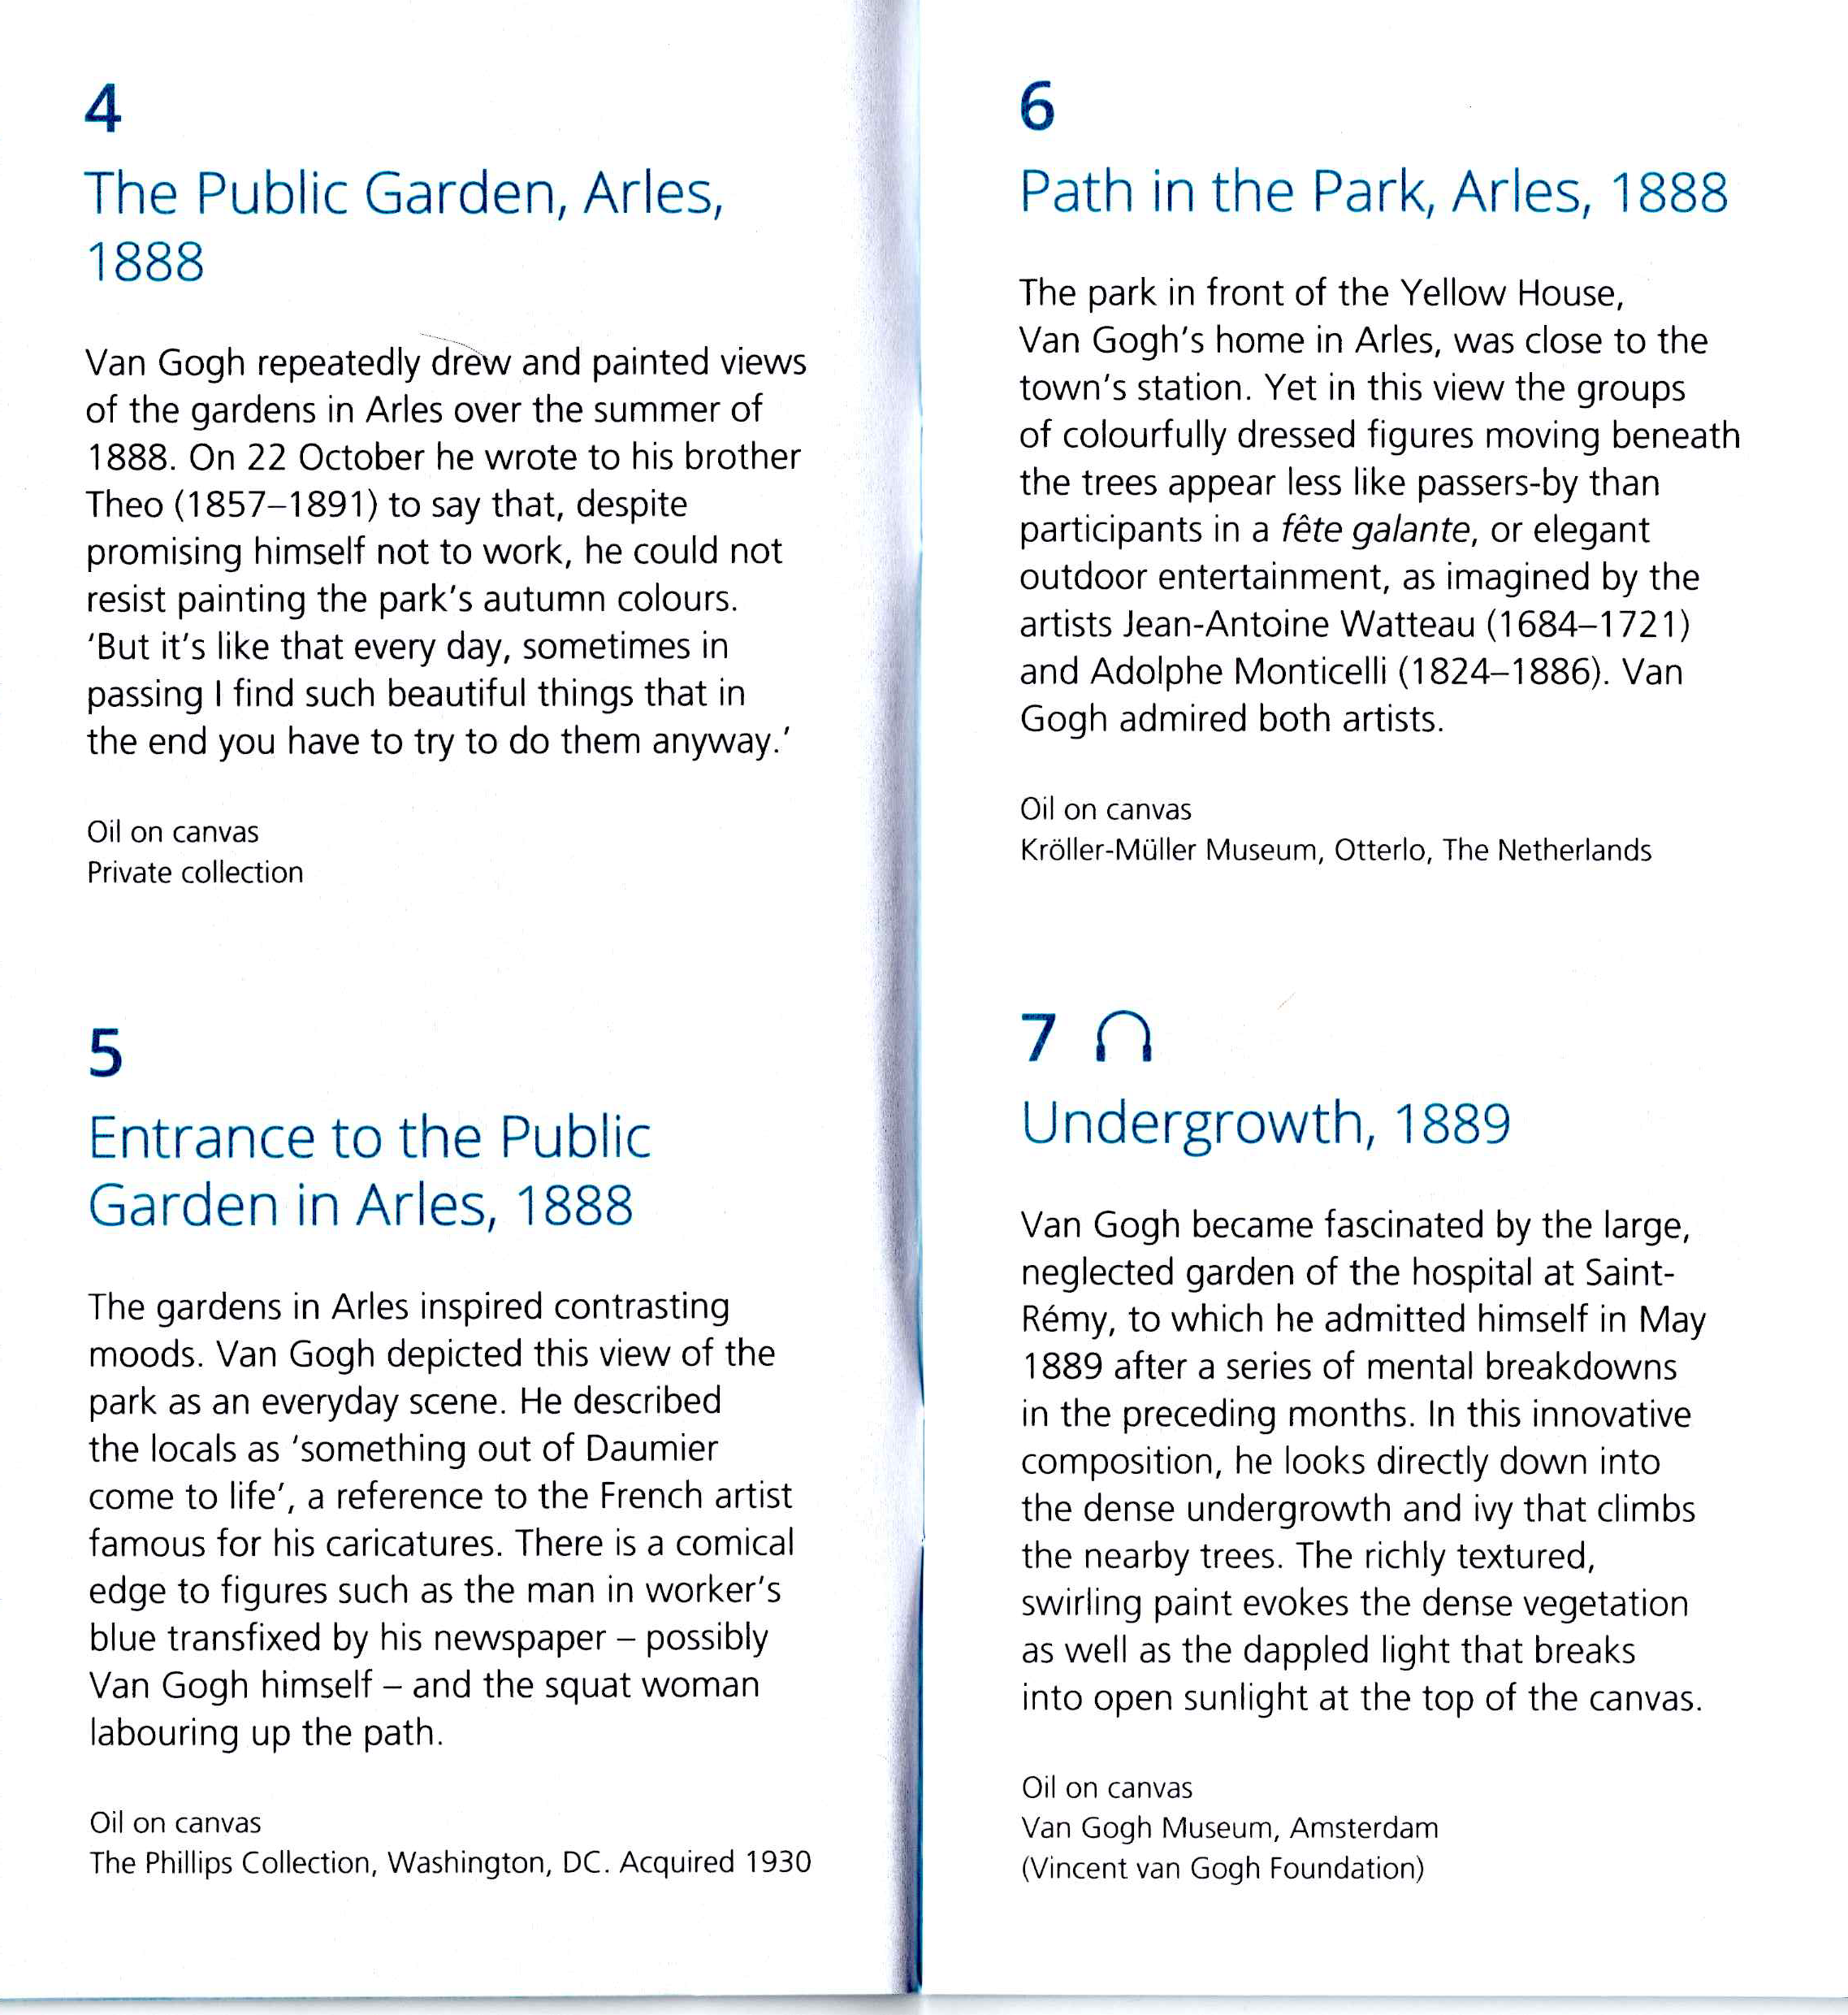 4
The Public Garden, Arles,
1888
Van Gogh repeatedly drew and painted views
of the gardens in Arles over the summer of
1888. On 22 October he wrote to his brother
Theo (1857–1891) to say that, despite
promising himself not to work, he could not
resist painting the park's autumn colours.
‘But it's like that every day, sometimes in
passing I find such beautiful things that in
the end you have to try to do them anyway.’
Oil on canvas
Private collection
5
Entrance to the Public
Garden in Arles, 1888
The gardens in Arles inspired contrasting
moods. Van Gogh depicted this view of the
park as an everyday scene. He described
the locals as ‘something out of Daumier
come to life’, a reference to the French artist
famous for his caricatures. There is a comical
edge to figures such as the man in worker's
blue transfixed by his newspaper – possibly
Van Gogh himself – and the squat woman
labouring up the path.
Oil on canvas
The Phillips Collection, Washington, DC. Acquired 1930
6
Path in the Park, Arles, 1888
The park in front of the Yellow House,
Van Gogh's home in Arles, was close to the
town's station. Yet in this view the groups
of colourfully dressed figures moving beneath
the trees appear less like passers-by than
participants in a fête galante, or elegant
outdoor entertainment, as imagined by the
artists Jean-Antoine Watteau (1684–1721)
and Adolphe Monticelli (1824–1886). Van
Gogh admired both artists.
Oil on canvas
Kröller-Müller Museum, Otterlo, The Netherlands
7
Undergrowth, 1889
Van Gogh became fascinated by the large,
neglected garden of the hospital at Saint-
Rémy, to which he admitted himself in May
1889 after a series of mental breakdowns
in the preceding months. In this innovative
composition, he looks directly down into
the dense undergrowth and ivy that climbs
the nearby trees. The richly textured,
swirling paint evokes the dense vegetation
as well as the dappled light that breaks
into open sunlight at the top of the canvas.
Oil on canvas
Van Gogh Museum, Amsterdam
(Vincent van Gogh Foundation)